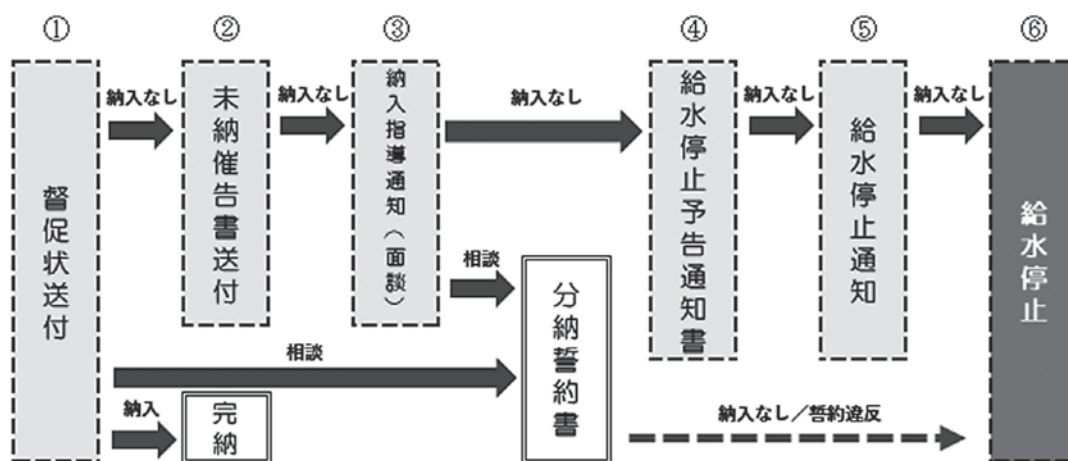 ①
②
③
④
⑤
⑥
督促状送付
納入なし
未納催告書送付
納入なし
納入指導通知（面談）
納入なし
給水停止予告通知書
納入なし
給水停止通知
納入なし
給水停止
相談
分納誓約書
相談
納入
完納
納入なし／誓約違反